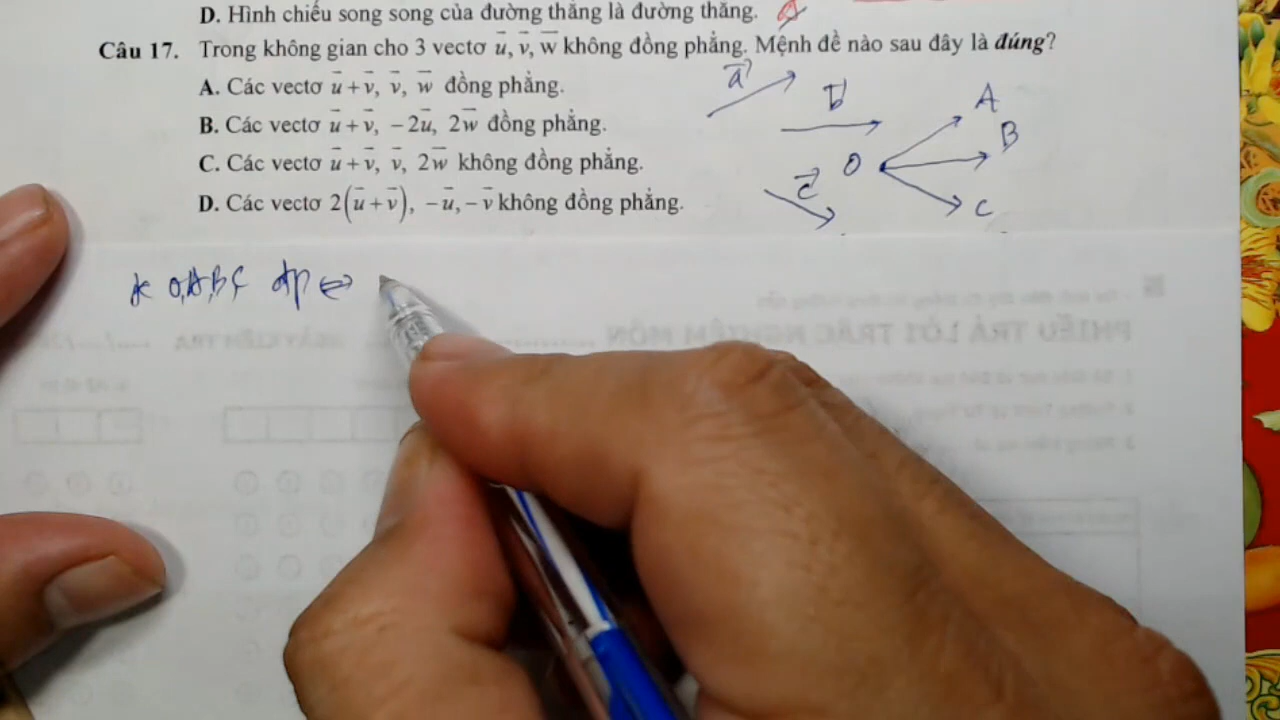 D. Hình chiếu song song của đường thẳng là đường thẳng.
Câu 17. Trong không gian cho 3 vectơ u, v, w không đồng phẳng. Mệnh đề nào sau đây là đúng?
A. Các vectơ u + v, v, w đồng phẳng.
B. Các vectơ u + v, −2u, 2w đồng phẳng.
C. Các vectơ u + v, v, 2w không đồng phẳng.
D. Các vectơ 2(u + v), −u, −v không đồng phẳng.
a
b
c
O
A
B
C
O,A,B,C đp ⇔
PHIẾU TRẢ LỜI TRẮC NGHIỆM MÔN